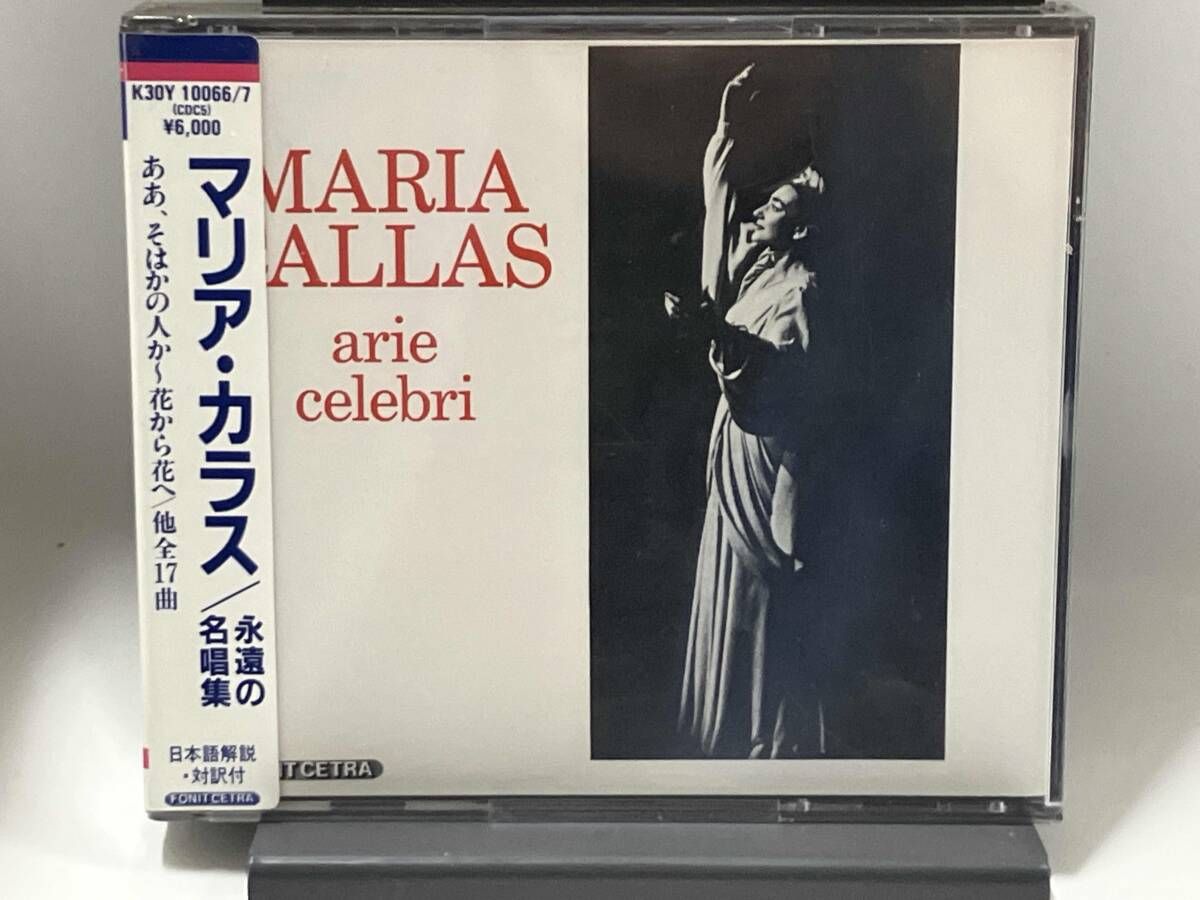 K30Y 10066/7
(CDC5)
¥6,000
マリア・カラス/永遠の名唱集
ああ、そはかの人か〜花から花へ/他全17曲
日本語解説
・対訳付
FONIT CETRA
MARIA
CALLAS
arie
celebri
NIT CETRA